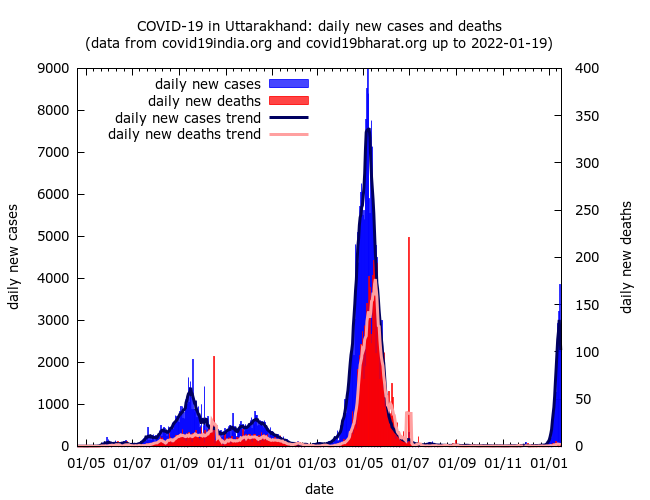 COVID-19 in Uttarakhand: daily new cases and deaths
(data from covid19india.org and covid19bharat.org up to 2022-01-19)
daily new cases
daily new deaths
daily new cases trend
daily new deaths trend
9000
8000
7000
6000
5000
4000
3000
2000
1000
0
daily new cases
400
350
300
250
200
150
100
50
0
daily new deaths
01/05 01/07 01/09 01/11 01/01 01/03 01/05 01/07 01/09 01/11 01/01
date